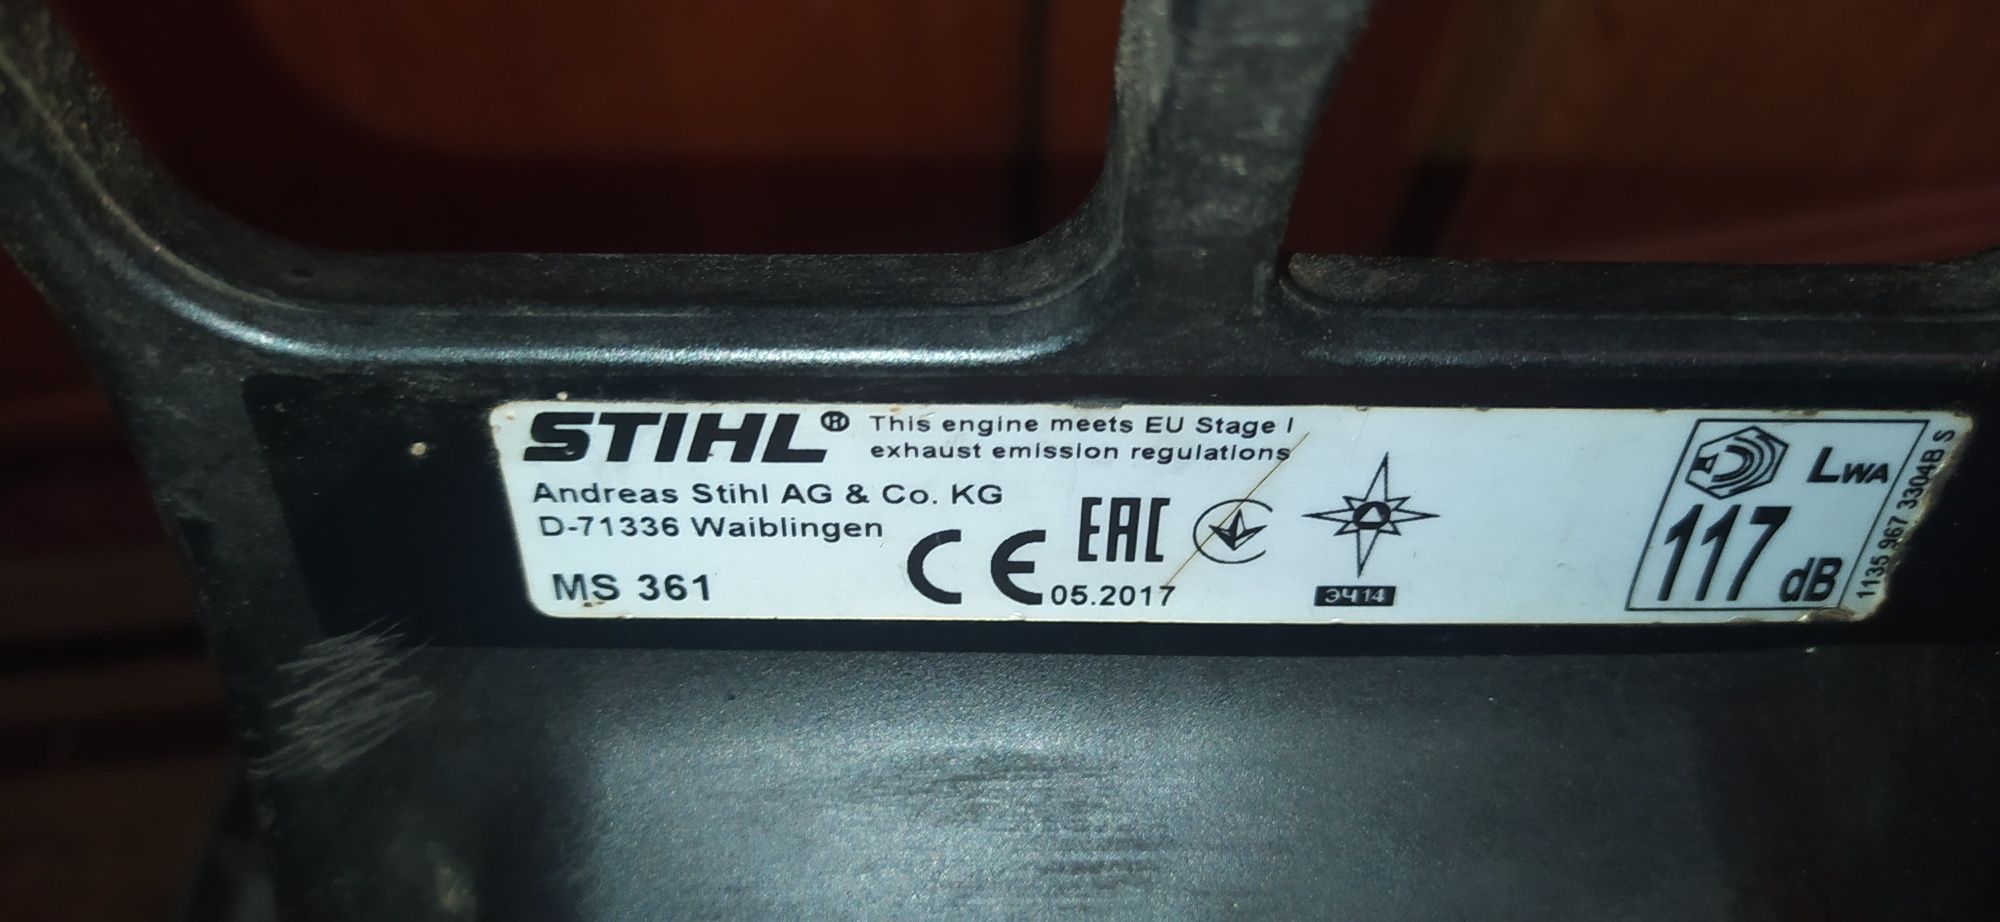 STIHL®
This engine meets EU Stage I
exhaust emission regulations
Andreas Stihl AG & Co. KG
D-71336 Waiblingen
MS 361
CE
EAC
05.2017
ЭЧ14
LWA
117 dB
1135 967 3304B S